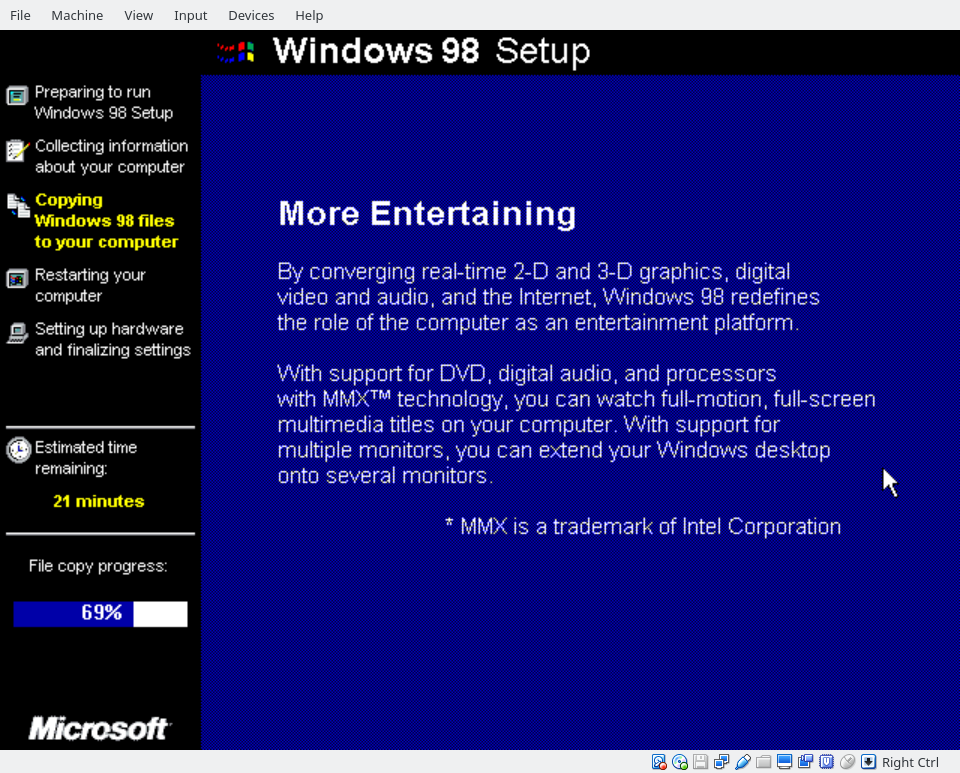 File Machine View Input Devices Help
Windows 98 Setup
Preparing to run
Windows 98 Setup
Collecting information
about your computer
Copying
Windows 98 files
to your computer
Restarting your
computer
Setting up hardware
and finalizing settings
Estimated time
remaining:
21 minutes
File copy progress:
69%
Microsoft
More Entertaining
By converging real-time 2-D and 3-D graphics, digital
video and audio, and the Internet, Windows 98 redefines
the role of the computer as an entertainment platform.
With support for DVD, digital audio, and processors
with MMX™ technology, you can watch full-motion, full-screen
multimedia titles on your computer. With support for
multiple monitors, you can extend your Windows desktop
onto several monitors.
* MMX is a trademark of Intel Corporation
Right Ctrl